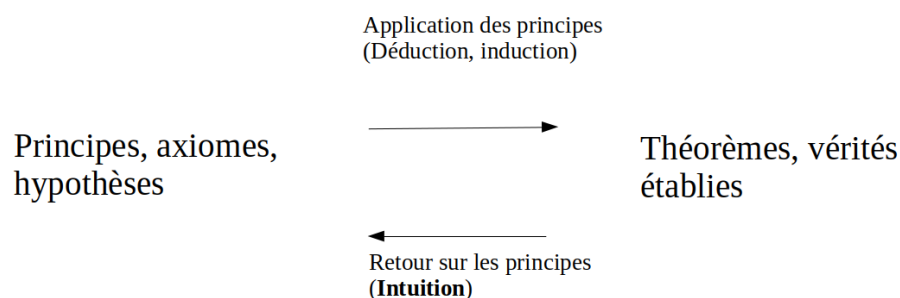 Application des principes
(Déduction, induction)
Principes, axiomes,
hypothèses
Théorèmes, vérités
établies
Retour sur les principes
(Intuition)